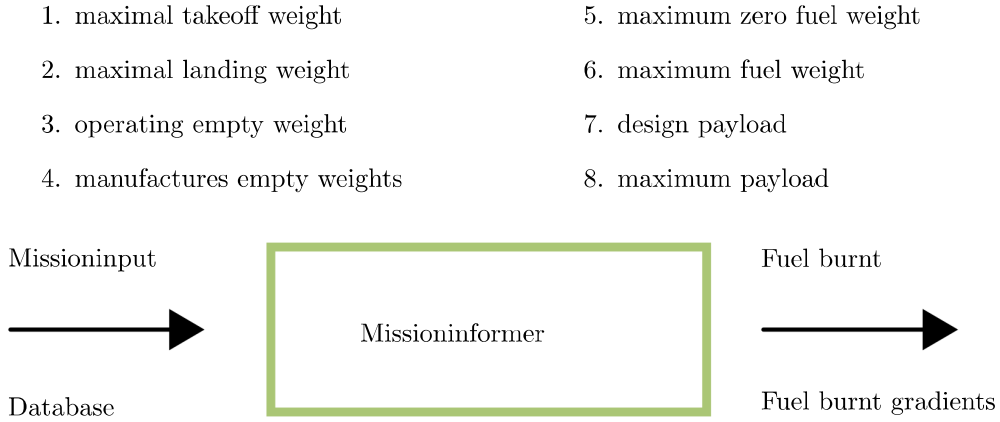 1. maximal takeoff weight
2. maximal landing weight
3. operating empty weight
4. manufactures empty weights
5. maximum zero fuel weight
6. maximum fuel weight
7. design payload
8. maximum payload
Missioninput
Database
Missioninformer
Fuel burnt
Fuel burnt gradients